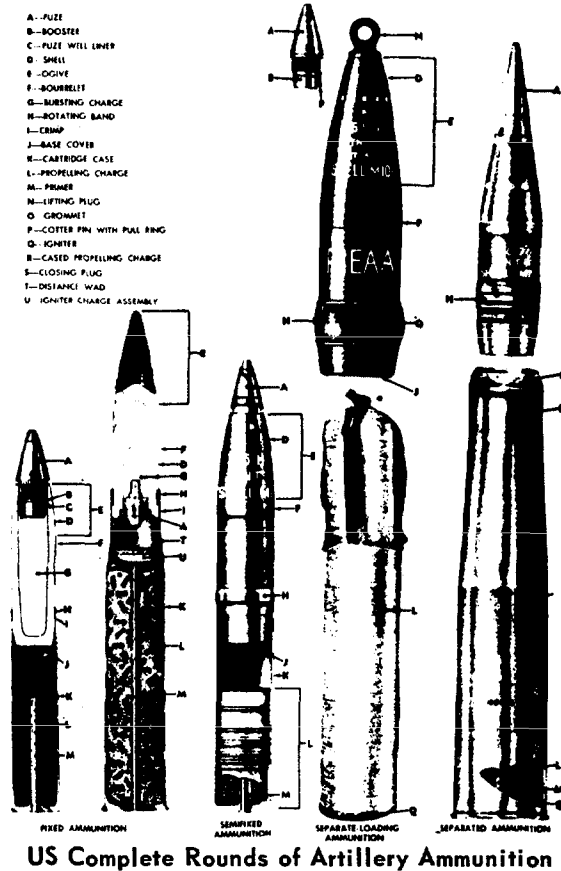 A--FUZE
B--BOOSTER
C--FUZE WELL LINER
D SHELL
E--OGIVE
F--BOURRELET
G--BURSTING CHARGE
H--ROTATING BAND
I--CRIMP
J--BASE COVER
K--CARTRIDGE CASE
L--PROPELLING CHARGE
M--PRIMER
N--LIFTING PLUG
O GROMMET
P--COTTER PIN WITH PULL RING
Q--IGNITER
R--CASED PROPELLING CHARGE
S--CLOSING PLUG
T--DISTANCE WAD
U IGNITER CHARGE ASSEMBLY
A
B
N
D
E
F
H
O
J
EAA
A
H
E
F
D
H
I
A
T
U
K
L
M
A
B
C
D
E
F
G
H
J
K
L
M
A
D
E
F
H
J
K
L
M
L
Q
L
M
FIXED AMMUNITION
SEMIFIXED
AMMUNITION
SEPARATE-LOADING
AMMUNITION
SEPARATED AMMUNITION
US Complete Rounds of Artillery Ammunition